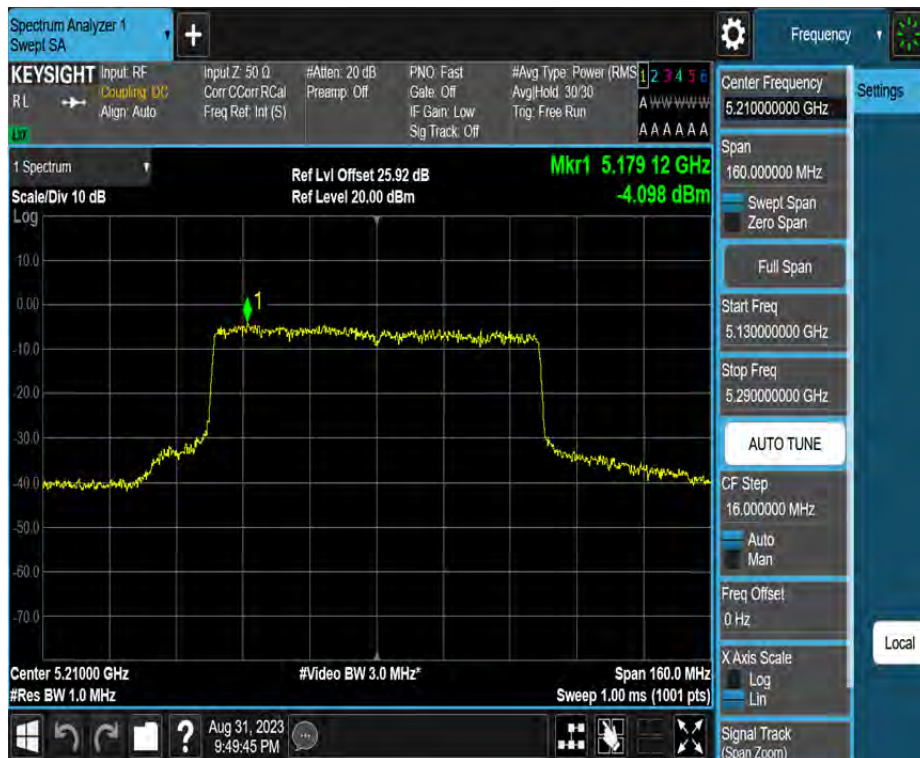 Spectrum Analyzer 1
Swept SA
+
Frequency
KEYSIGHT
RL
LXI
Input: RF
Coupling: DC
Align: Auto
Input Z: 50 Ω
Corr CCorr RCal
Freq Ref: Int (S)
#Atten: 20 dB
Preamp: Off
PNO: Fast
Gate: Off
IF Gain: Low
Sig Track: Off
#Avg Type: Power (RMS
Avg|Hold: 30/30
Trig: Free Run
1 2 3 4 5 6
A W W W W W
A A A A A A
1 Spectrum
Scale/Div 10 dB
Ref Lvl Offset 25.92 dB
Ref Level 20.00 dBm
Mkr1 5.179 12 GHz
-4.098 dBm
Log
10.0
0.00
-10.0
-20.0
-30.0
-40.0
-50.0
-60.0
-70.0
1
Center 5.21000 GHz
#Res BW 1.0 MHz
#Video BW 3.0 MHz*
Span 160.0 MHz
Sweep 1.00 ms (1001 pts)
Center Frequency
5.210000000 GHz
Span
160.000000 MHz
Swept Span
Zero Span
Full Span
Start Freq
5.130000000 GHz
Stop Freq
5.290000000 GHz
AUTO TUNE
CF Step
16.000000 MHz
Auto
Man
Freq Offset
0 Hz
X Axis Scale
Log
Lin
Signal Track
(Span Zoom)
Settings
Local
?
Aug 31, 2023
9:49:45 PM